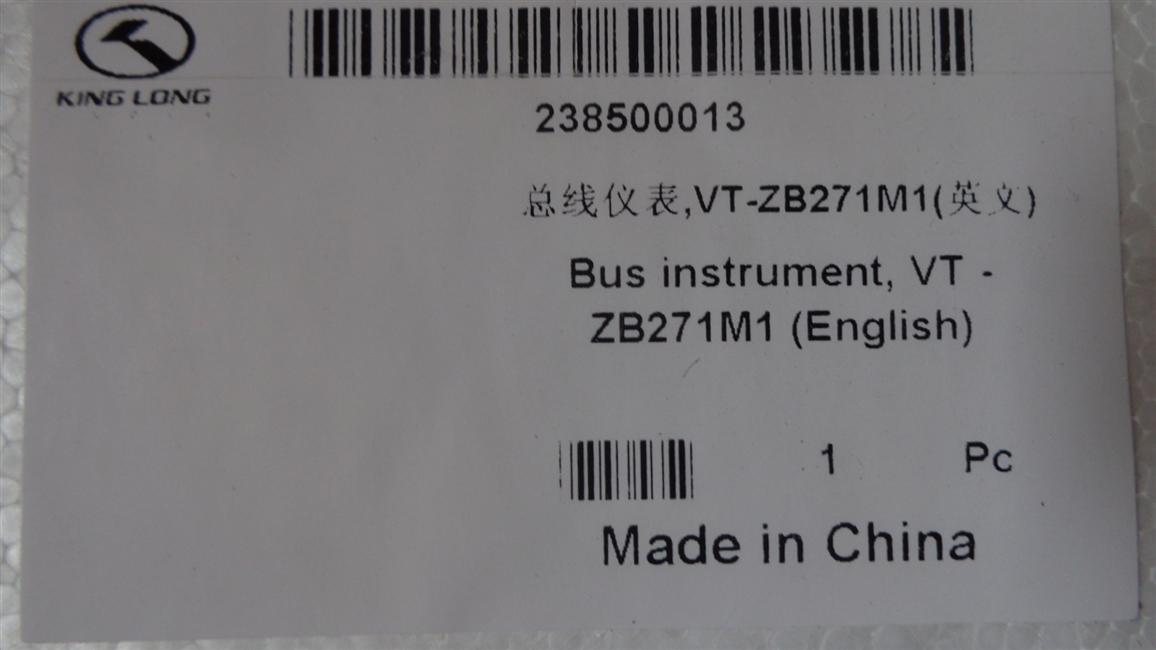 KING LONG
238500013
总线仪表,VT-ZB271M1(英文)
Bus instrument, VT -
ZB271M1 (English)
1 Pc
Made in China